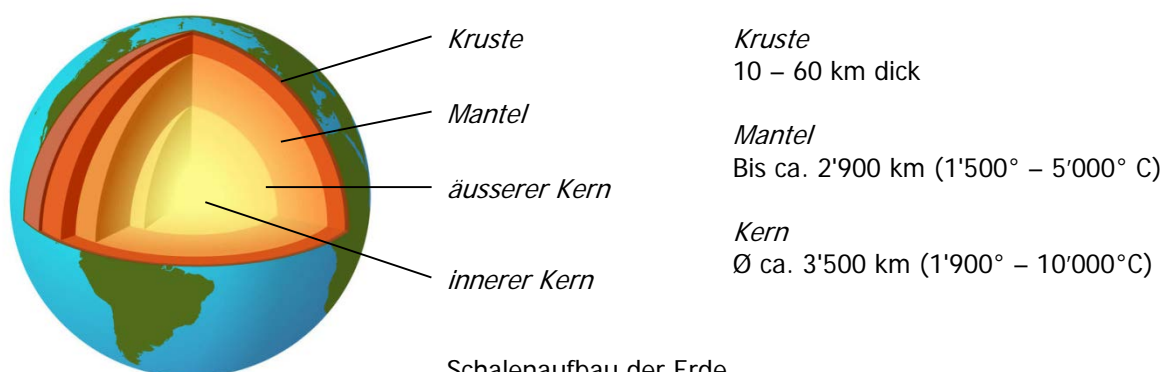 Kruste
Mantel
äusserer Kern
innerer Kern
Kruste
10 – 60 km dick
Mantel
Bis ca. 2'900 km (1'500° – 5′000° C)
Kern
Ø ca. 3'500 km (1'900° – 10′000°C)
Schalenaufbau der Erde